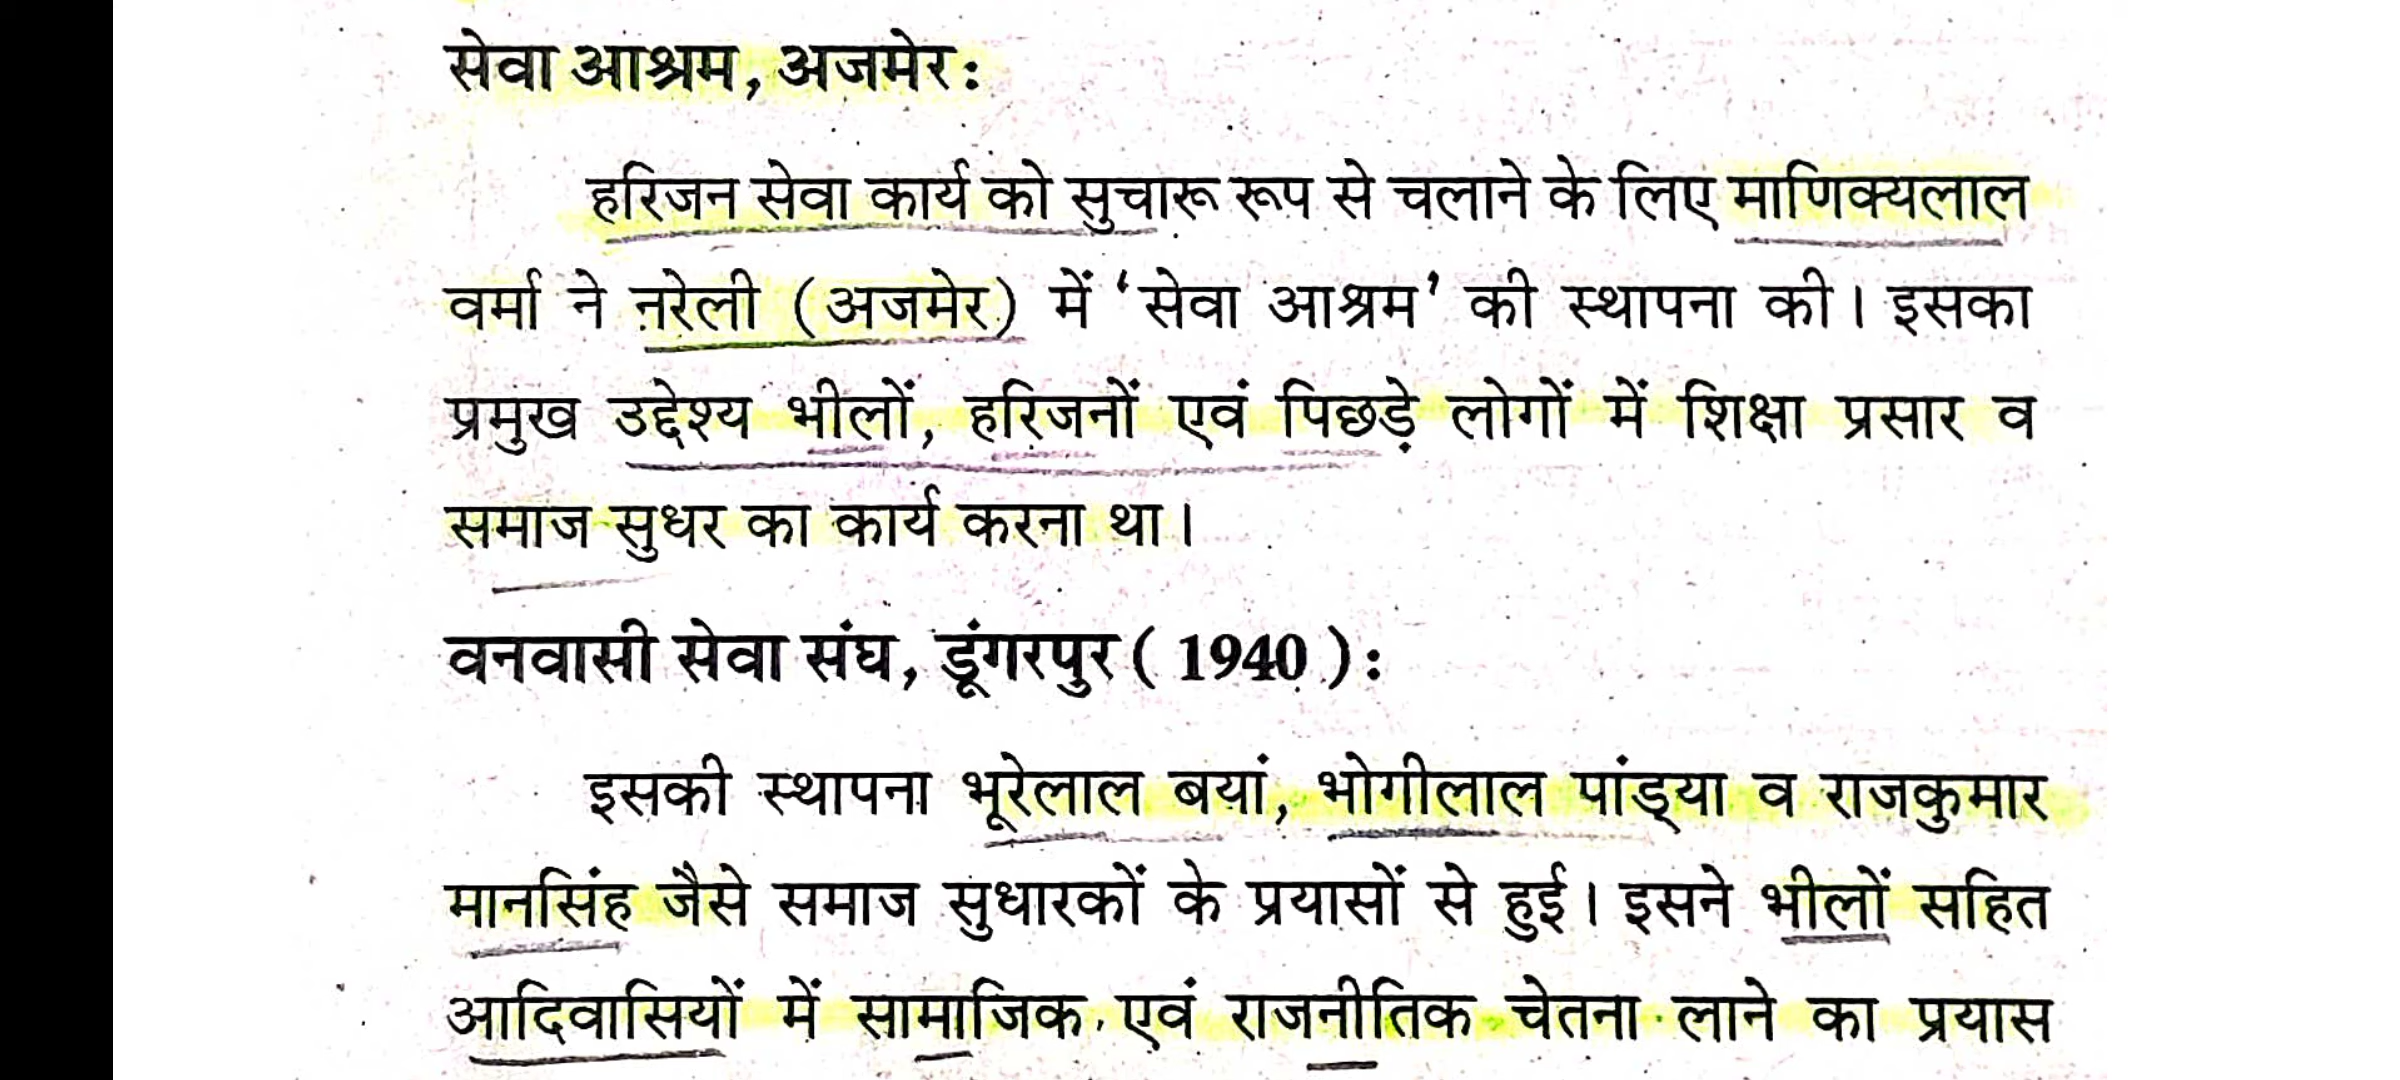 सेवा आश्रम, अजमेर:
हरिजन सेवा कार्य को सुचारू रूप से चलाने के लिए माणिक्यलाल
वर्मा ने नरेली (अजमेर) में ‘सेवा आश्रम’ की स्थापना की। इसका
प्रमुख उद्देश्य भीलों, हरिजनों एवं पिछड़े लोगों में शिक्षा प्रसार व
समाज सुधर का कार्य करना था।
वनवासी सेवा संघ, डूंगरपुर ( 1940 ):
इसकी स्थापना भूरेलाल बयां, भोगीलाल पांड्या व राजकुमार
मानसिंह जैसे समाज सुधारकों के प्रयासों से हुई। इसने भीलों सहित
आदिवासियों में सामाजिक एवं राजनीतिक चेतना लाने का प्रयास